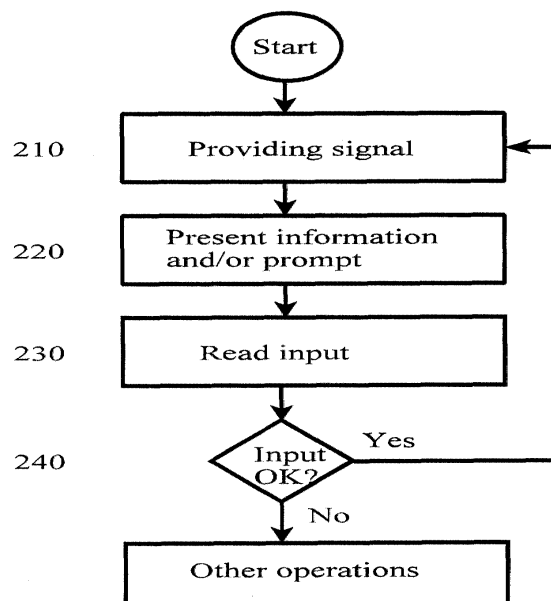 Start
210
Providing signal
220
Present information
and/or prompt
230
Read input
240
Input
OK?
Yes
No
Other operations